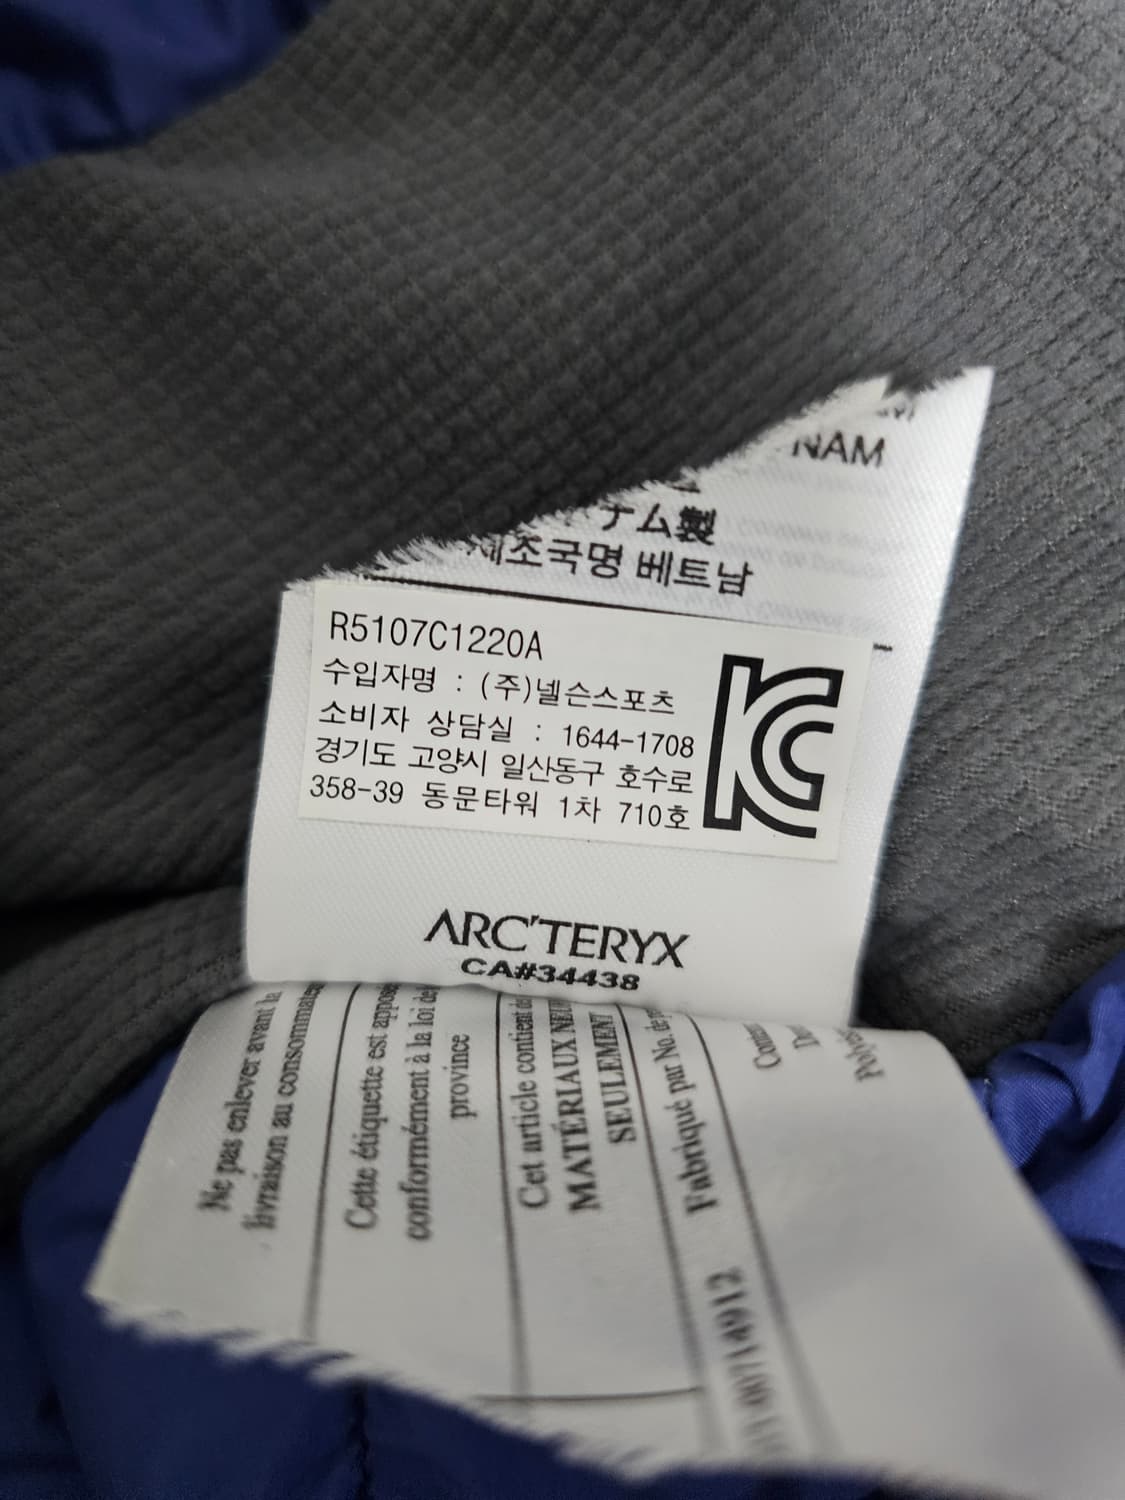 NAM
ナム製
제조국명 베트남
R5107C1220A
수입자명 : (주)넬슨스포츠
소비자 상담실 : 1644-1708
경기도 고양시 일산동구 호수로
358-39 동문타워 1차 710호
ARC'TERYX
CA#34438
Ne pas enlever avant la
livraison au consommateur
Cette étiquette est appos
conformément à la loi de
province
Cet article contient de
MATÉRIAUX NEUF
SEULEMENT
Fabriqué par No. de